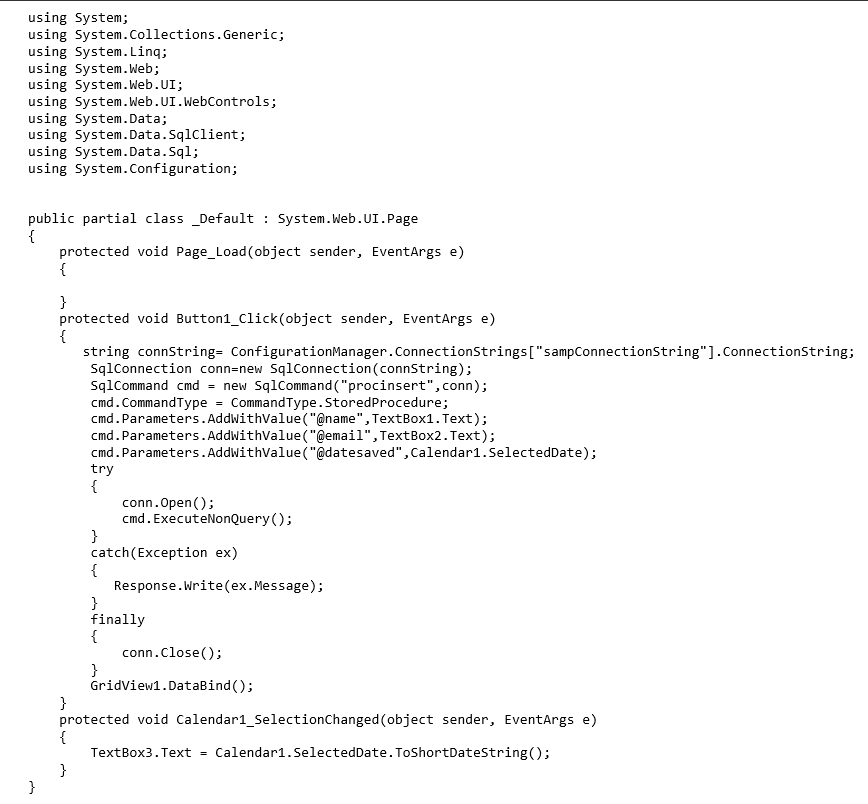 using System;
using System.Collections.Generic;
using System.Linq;
using System.Web;
using System.Web.UI;
using System.Web.UI.WebControls;
using System.Data;
using System.Data.SqlClient;
using System.Data.Sql;
using System.Configuration;

public partial class _Default : System.Web.UI.Page
{
    protected void Page_Load(object sender, EventArgs e)
    {

    }
    protected void Button1_Click(object sender, EventArgs e)
    {
       string connString= ConfigurationManager.ConnectionStrings["sampConnectionString"].ConnectionString;
        SqlConnection conn=new SqlConnection(connString);
        SqlCommand cmd = new SqlCommand("procinsert",conn);
        cmd.CommandType = CommandType.StoredProcedure;
        cmd.Parameters.AddWithValue("@name",TextBox1.Text);
        cmd.Parameters.AddWithValue("@email",TextBox2.Text);
        cmd.Parameters.AddWithValue("@datesaved",Calendar1.SelectedDate);
        try
        {
            conn.Open();
            cmd.ExecuteNonQuery();
        }
        catch(Exception ex)
        {
           Response.Write(ex.Message);
        }
        finally
        {
            conn.Close();
        }
        GridView1.DataBind();
    }
    protected void Calendar1_SelectionChanged(object sender, EventArgs e)
    {
        TextBox3.Text = Calendar1.SelectedDate.ToShortDateString();
    }
}